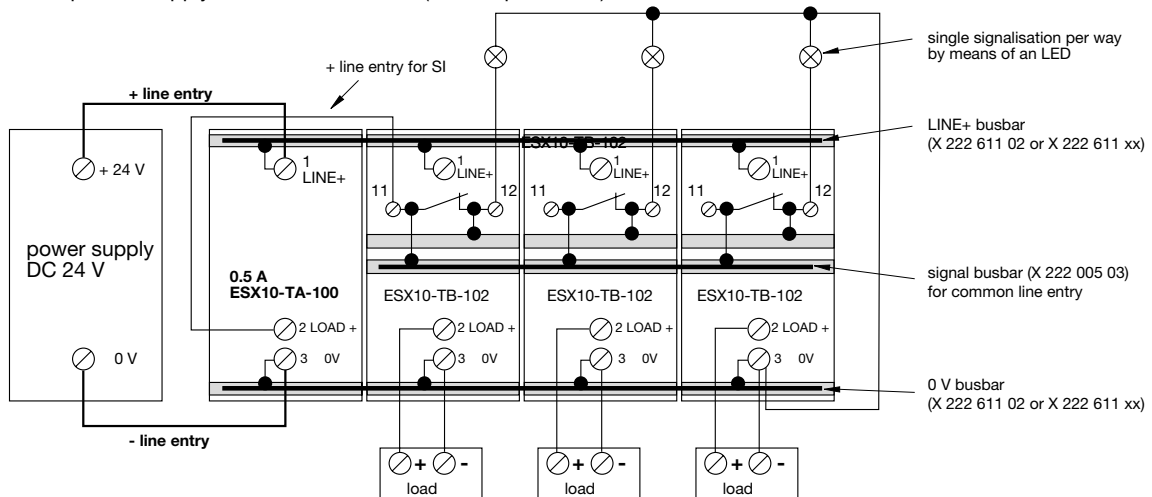 single signalisation per way
by means of an LED
+ line entry for SI
+ line entry
LINE+ busbar
(X 222 611 02 or X 222 611 xx)
ESX10-TB-102
+ 24 V
1
LINE+
1
LINE+
1
LINE+
1
LINE+
11
12
11
12
11
12
power supply
DC 24 V
0.5 A
ESX10-TA-100
signal busbar (X 222 005 03)
for common line entry
ESX10-TB-102
ESX10-TB-102
ESX10-TB-102
2 LOAD +
2 LOAD +
2 LOAD +
2 LOAD +
0 V
3 0V
3 0V
3 0V
3 0V
0 V busbar
(X 222 611 02 or X 222 611 xx)
- line entry
+ -
+ -
+ -
load
load
load